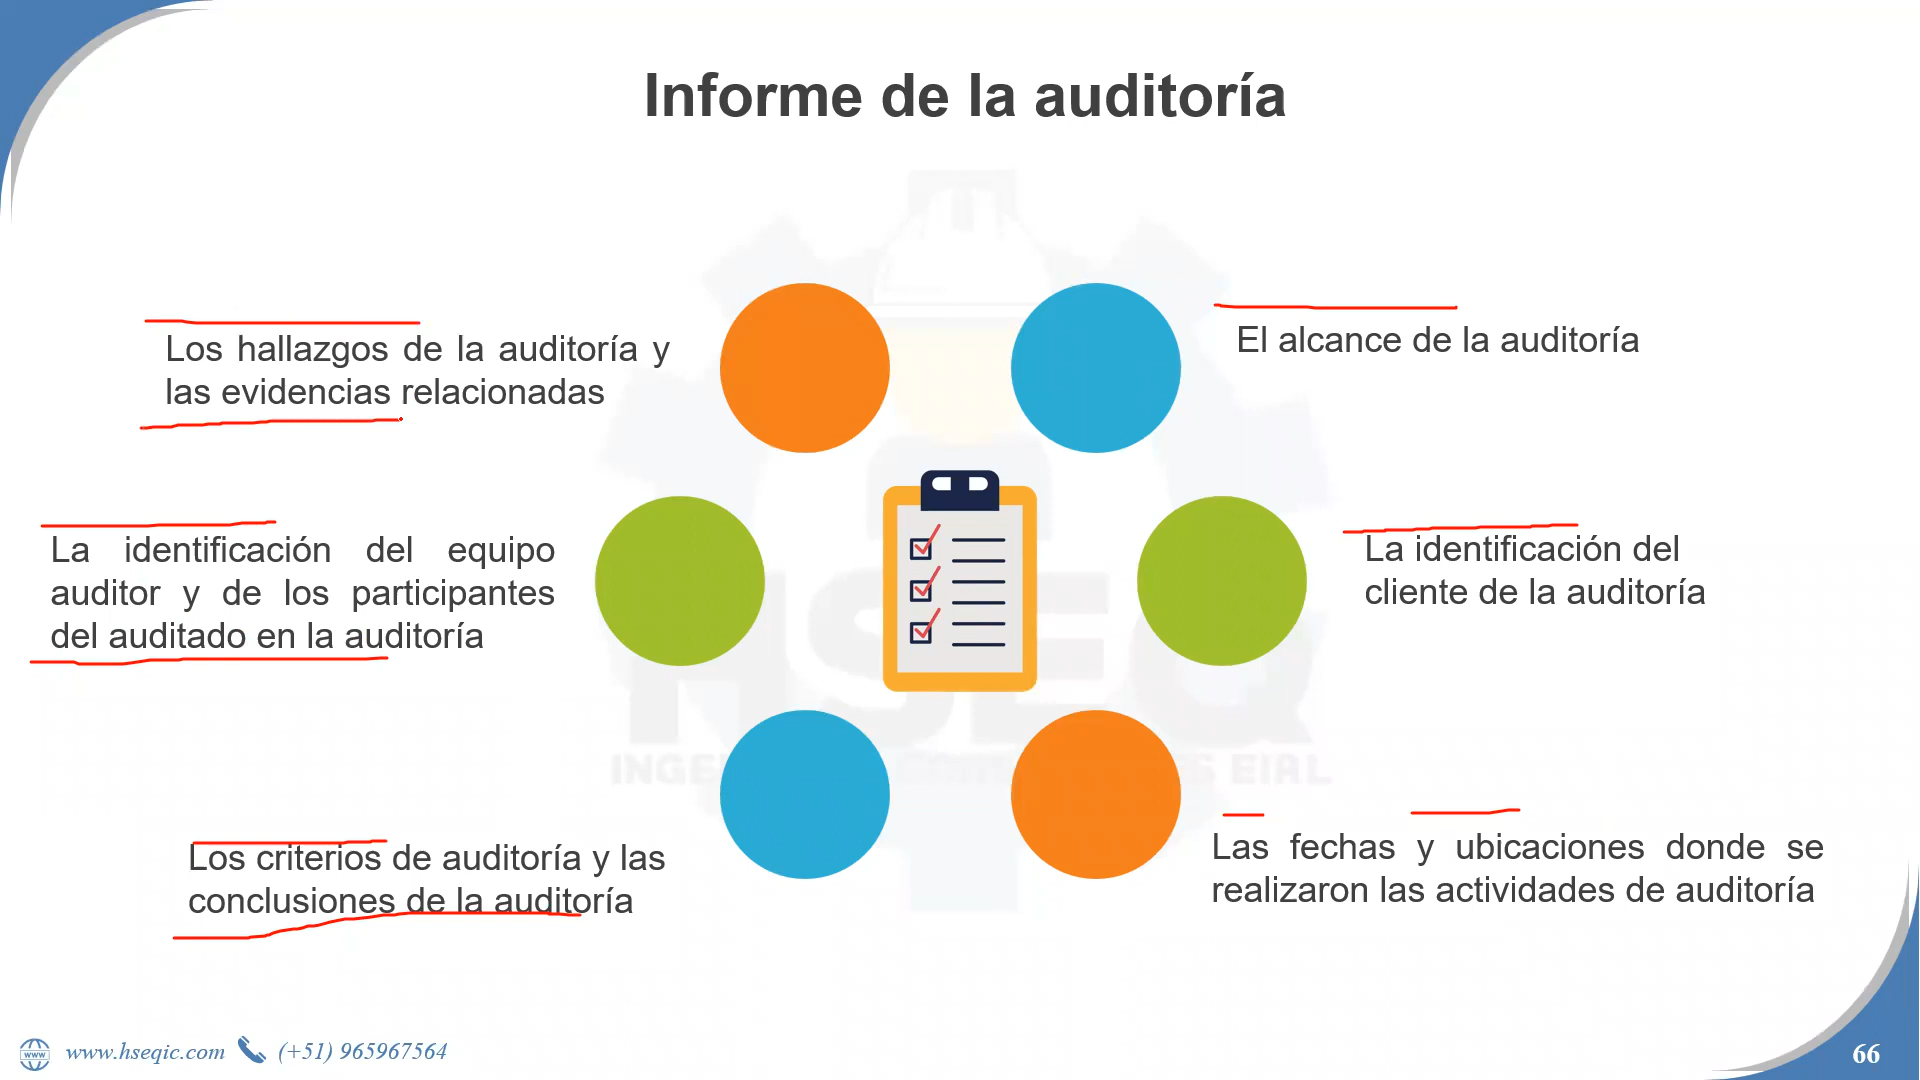 Informe de la auditoría
Los hallazgos de la auditoría y
las evidencias relacionadas
El alcance de la auditoría
La identificación del equipo
auditor y de los participantes
del auditado en la auditoría
La identificación del
cliente de la auditoría
Los criterios de auditoría y las
conclusiones de la auditoría
Las fechas y ubicaciones donde se
realizaron las actividades de auditoría
HSEQ
EIRL
www.hseqic.com (+51) 965967564
66